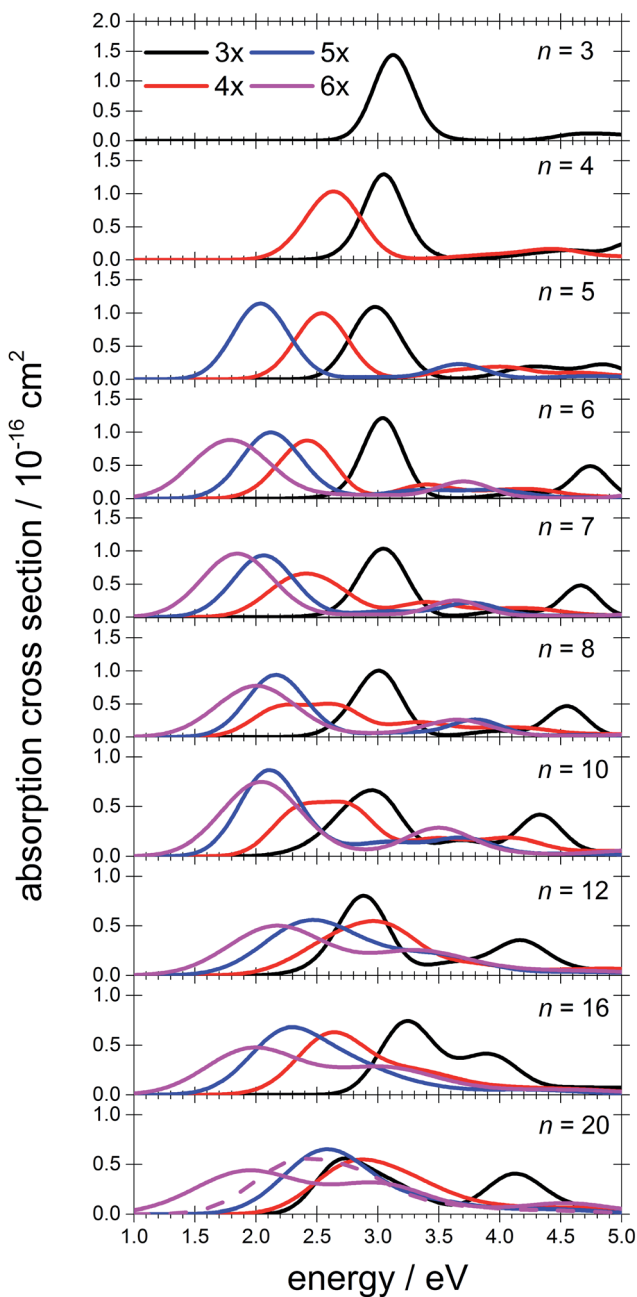 2.0
3x 5x n = 3
1.5
4x 6x
1.0
0.5
0.0
n = 4
1.5
1.0
0.5
0.0
n = 5
1.5
1.0
0.5
0.0
n = 6
1.5
1.0
0.5
0.0
n = 7
1.5
1.0
0.5
0.0
n = 8
1.5
1.0
0.5
0.0
n = 10
1.0
0.5
0.0
n = 12
1.0
0.5
0.0
n = 16
1.0
0.5
0.0
n = 20
1.0
0.5
0.0
1.0 1.5 2.0 2.5 3.0 3.5 4.0 4.5 5.0
energy / eV
absorption cross section / 10⁻¹⁶ cm²